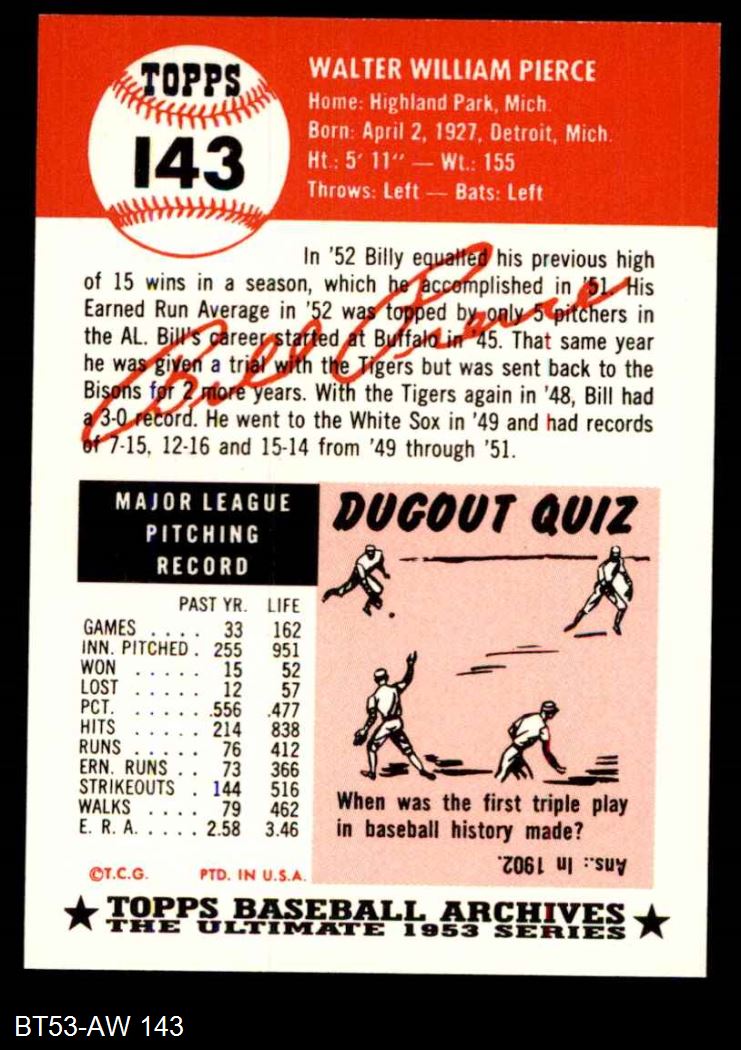 TOPPS
143
WALTER WILLIAM PIERCE
Home: Highland Park, Mich.
Born: April 2, 1927, Detroit, Mich.
Ht.: 5' 11" — Wt.: 155
Throws: Left — Bats: Left
In '52 Billy equalled his previous high
of 15 wins in a season, which he accomplished in '51. His
Earned Run Average in '52 was topped by only 5 pitchers in
the AL. Bill's career started at Buffalo in '45. That same year
he was given a trial with the Tigers but was sent back to the
Bisons for 2 more years. With the Tigers again in '48, Bill had
a 3-0 record. He went to the White Sox in '49 and had records
of 7-15, 12-16 and 15-14 from '49 through '51.
Bill Pierce
MAJOR LEAGUE
PITCHING
RECORD
PAST YR. LIFE
GAMES . . . . 33 162
INN. PITCHED . 255 951
WON . . . . . 15 52
LOST . . . . . 12 57
PCT. . . . . . . .556 .477
HITS . . . . . . 214 838
RUNS . . . . . 76 412
ERN. RUNS . . 73 366
STRIKEOUTS . 144 516
WALKS . . . . 79 462
E. R. A. . . . . . 2.58 3.46
©T.C.G. PTD. IN U.S.A.
DUGOUT QUIZ
When was the first triple play
in baseball history made?
Ans.: In 1902.
★ TOPPS BASEBALL ARCHIVES ★
THE ULTIMATE 1953 SERIES
BT53-AW 143